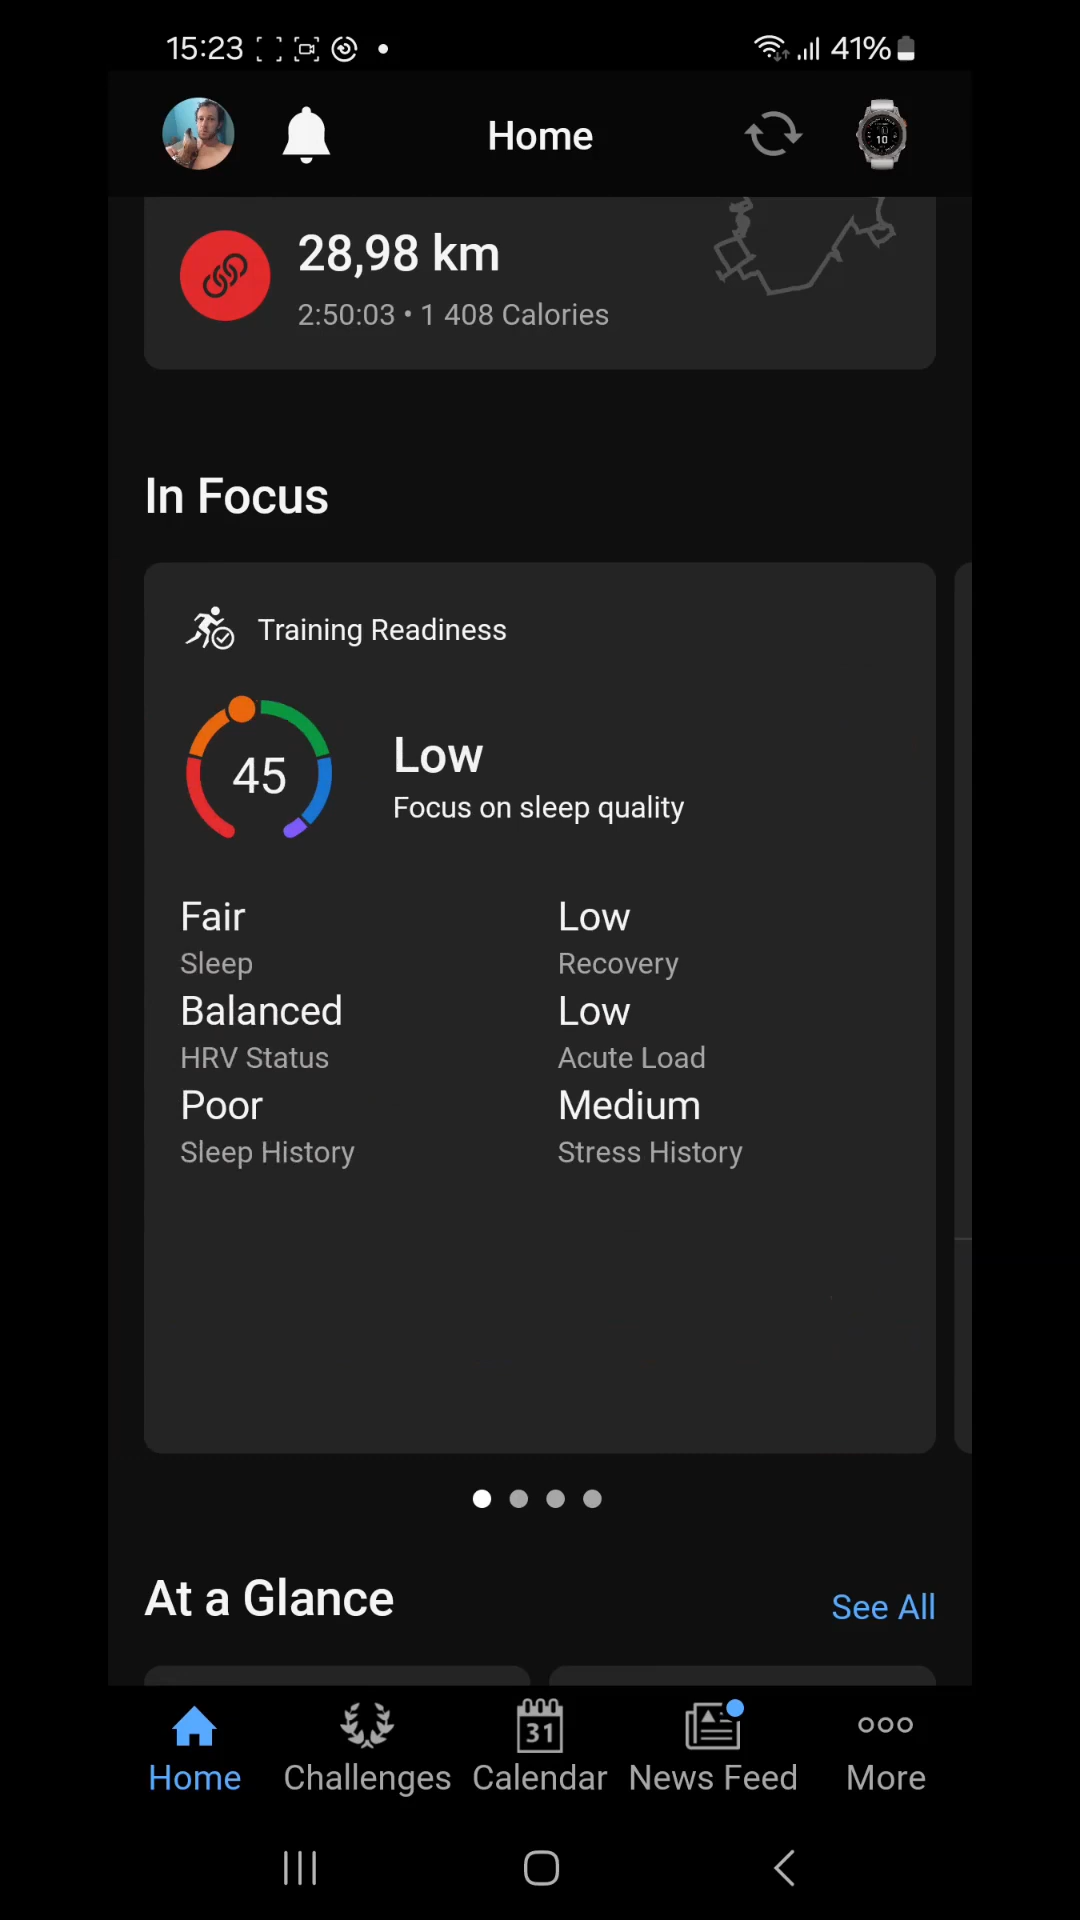 15:23
41%
Home
10
28,98 km
2:50:03 • 1 408 Calories
In Focus
Training Readiness
45
Low
Focus on sleep quality
Fair
Low
Sleep
Recovery
Balanced
Low
HRV Status
Acute Load
Poor
Medium
Sleep History
Stress History
At a Glance
See All
31
Home
Challenges
Calendar
News Feed
More